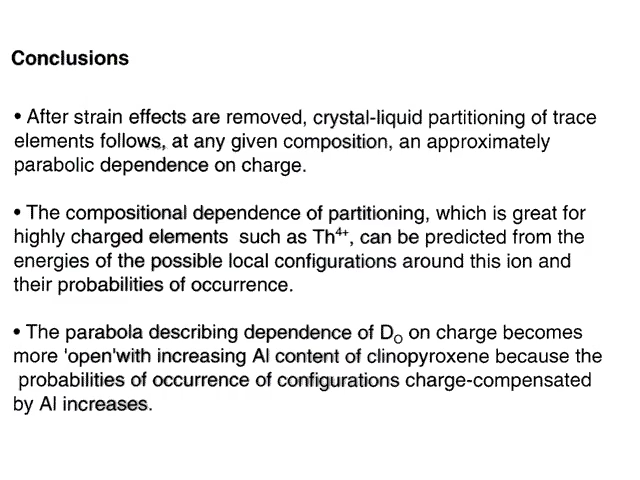 Conclusions
• After strain effects are removed, crystal-liquid partitioning of trace
elements follows, at any given composition, an approximately
parabolic dependence on charge.
• The compositional dependence of partitioning, which is great for
highly charged elements such as Th⁴⁺, can be predicted from the
energies of the possible local configurations around this ion and
their probabilities of occurrence.
• The parabola describing dependence of D₀ on charge becomes
more 'open'with increasing Al content of clinopyroxene because the
probabilities of occurrence of configurations charge-compensated
by Al increases.